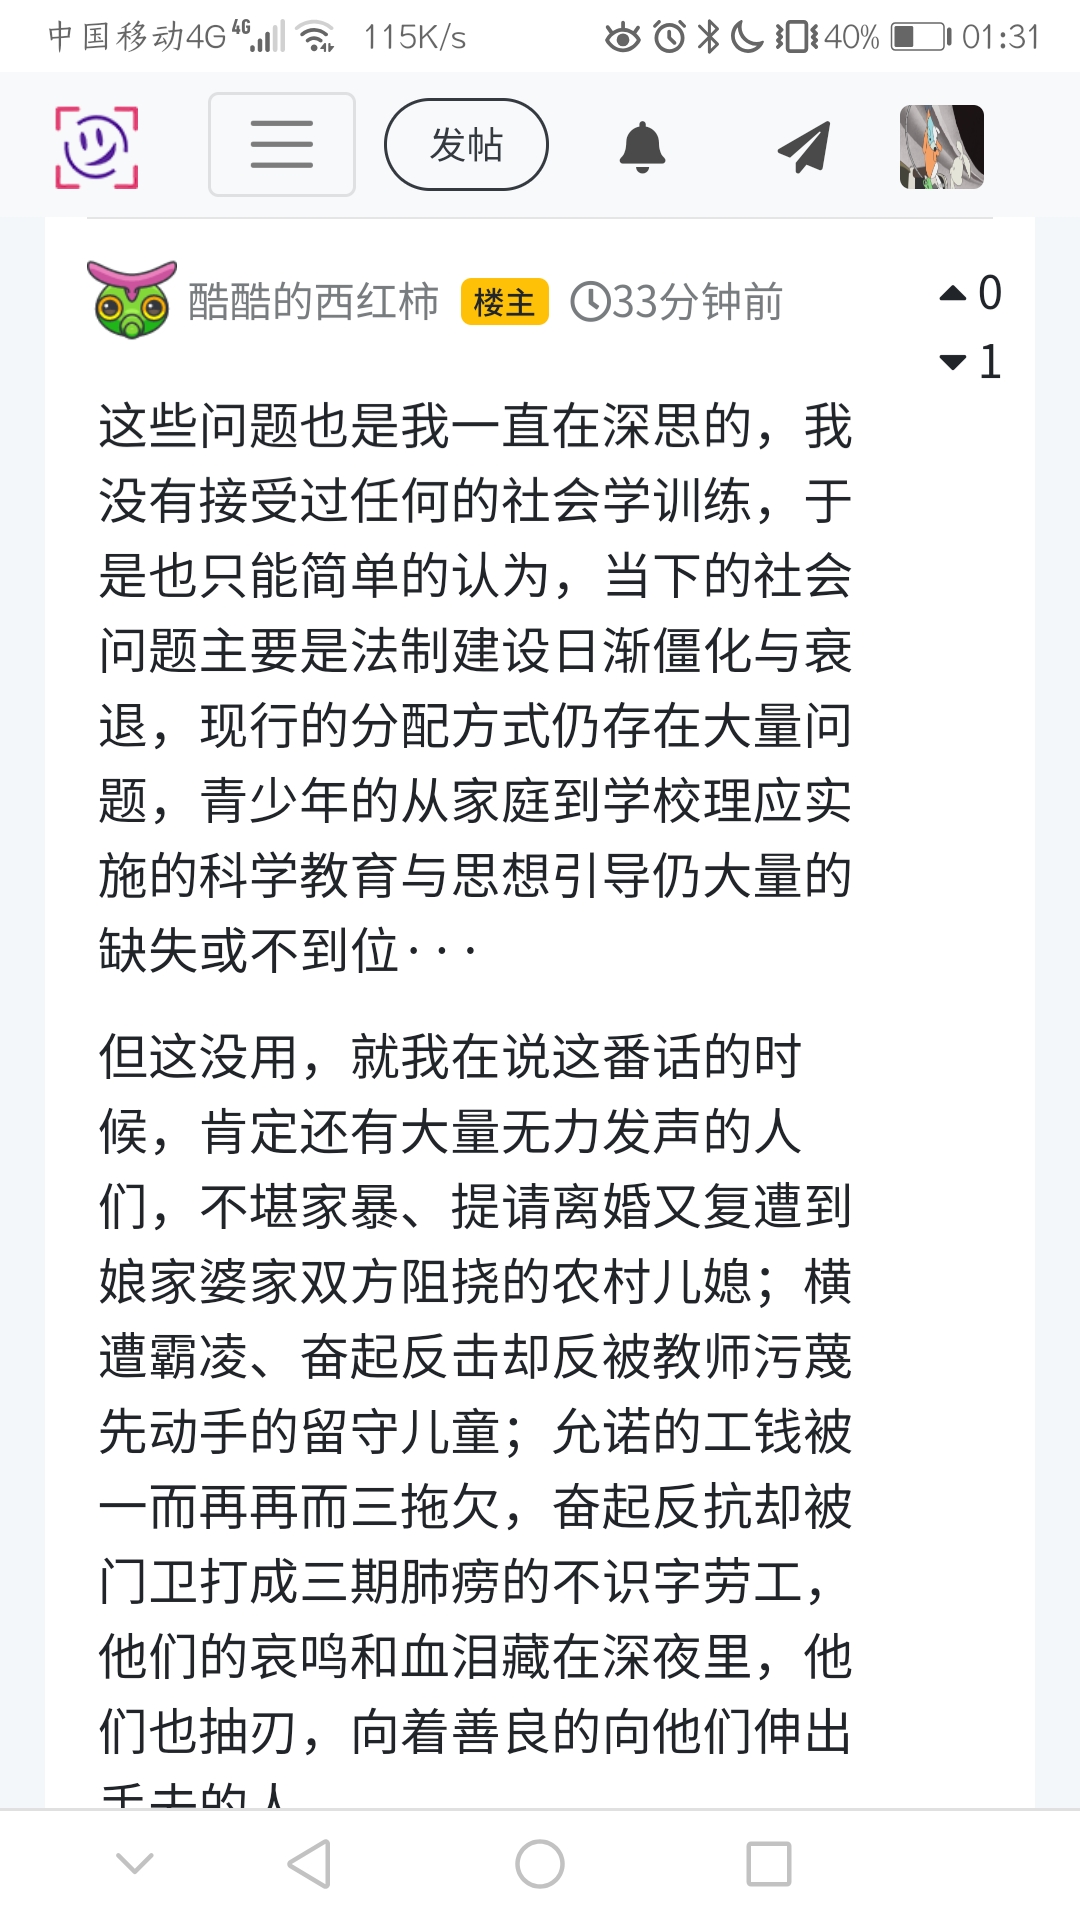 中国移动4G 4G 115K/s 40% 01:31
发帖
酷酷的西红柿 楼主 33分钟前
0
1
这些问题也是我一直在深思的，我
没有接受过任何的社会学训练，于
是也只能简单的认为，当下的社会
问题主要是法制建设日渐僵化与衰
退，现行的分配方式仍存在大量问
题，青少年的从家庭到学校理应实
施的科学教育与思想引导仍大量的
缺失或不到位···
但这没用，就我在说这番话的时
候，肯定还有大量无力发声的人
们，不堪家暴、提请离婚又复遭到
娘家婆家双方阻挠的农村儿媳；横
遭霸凌、奋起反击却反被教师污蔑
先动手的留守儿童；允诺的工钱被
一而再再而三拖欠，奋起反抗却被
门卫打成三期肺痨的不识字劳工，
他们的哀鸣和血泪藏在深夜里，他
们也抽刃，向着善良的向他们伸出
手去的人